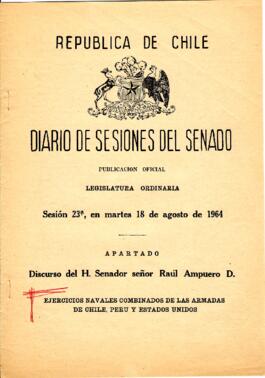 REPUBLICA DE CHILE
DIARIO DE SESIONES DEL SENADO
PUBLICACION OFICIAL
LEGISLATURA ORDINARIA
Sesión 23ª, en martes 18 de agosto de 1964
APARTADO
Discurso del H. Senador señor Raúl Ampuero D.
EJERCICIOS NAVALES COMBINADOS DE LAS ARMADAS
DE CHILE, PERU Y ESTADOS UNIDOS